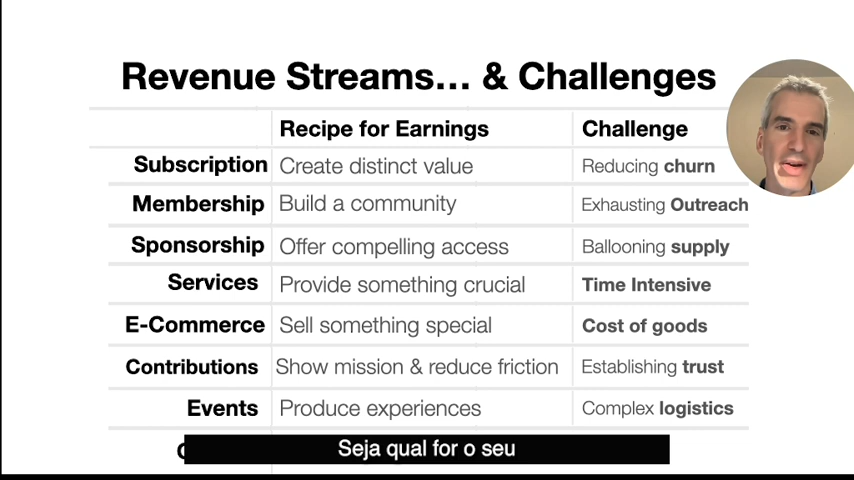 Revenue Streams... & Challenges
Recipe for Earnings Challenge
Subscription Create distinct value Reducing churn
Membership Build a community Exhausting Outreach
Sponsorship Offer compelling access Ballooning supply
Services Provide something crucial Time Intensive
E-Commerce Sell something special Cost of goods
Contributions Show mission & reduce friction Establishing trust
Events Produce experiences Complex logistics
Seja qual for o seu